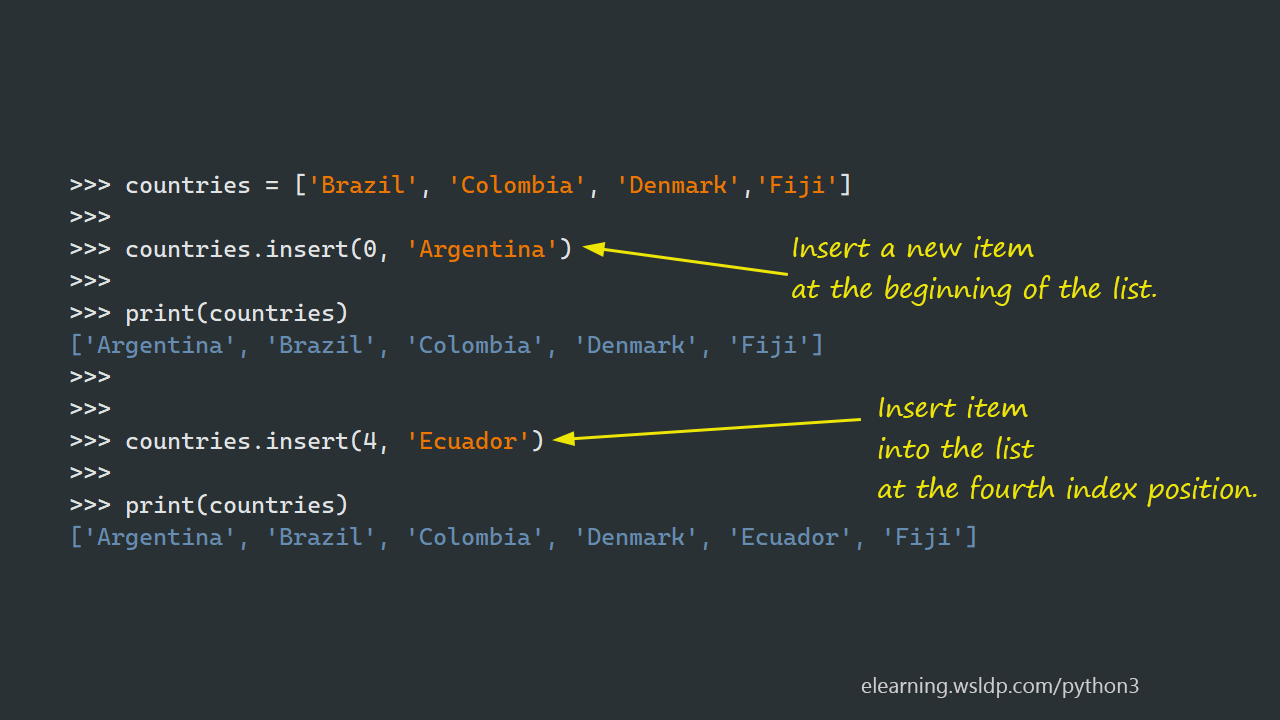 >>> countries = ['Brazil', 'Colombia', 'Denmark','Fiji']
>>>
>>> countries.insert(0, 'Argentina')
Insert a new item
at the beginning of the list.
>>>
>>> print(countries)
['Argentina', 'Brazil', 'Colombia', 'Denmark', 'Fiji']
>>>
>>>
>>> countries.insert(4, 'Ecuador')
Insert item
into the list
at the fourth index position.
>>>
>>> print(countries)
['Argentina', 'Brazil', 'Colombia', 'Denmark', 'Ecuador', 'Fiji']
elearning.wsldp.com/python3